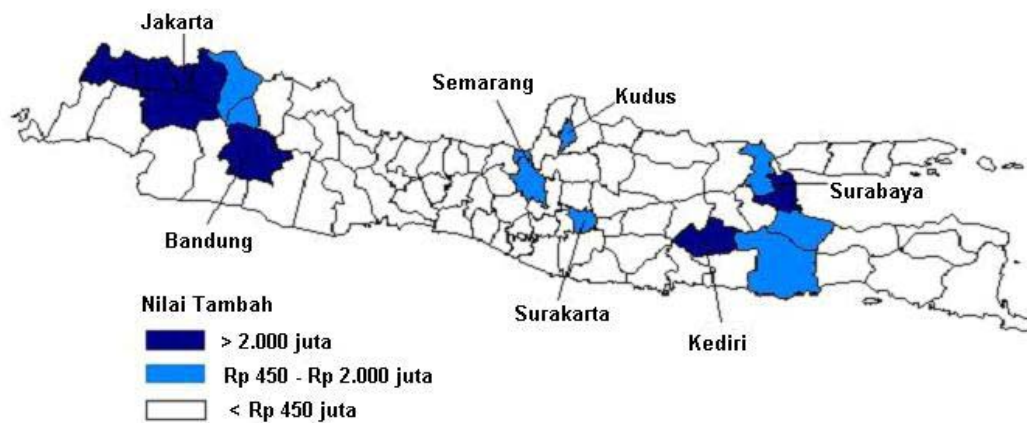 Jakarta
Semarang
Kudus
Surabaya
Bandung
Surakarta
Kediri
Nilai Tambah
> 2.000 juta
Rp 450 - Rp 2.000 juta
< Rp 450 juta